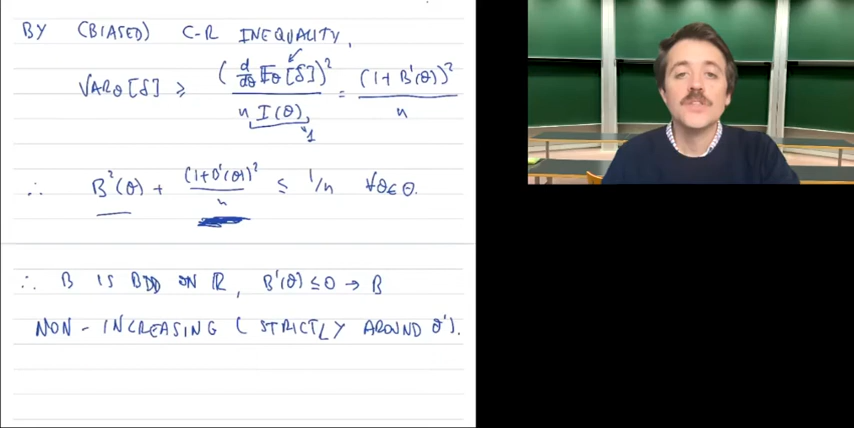 BY (BIASED) C-R INEQUALITY,
VARθ[δ] ≥ (d/dθ Eθ[δ])² / n I(θ) = (1 + B'(θ))² / n
1
∴ B²(θ) + (1+B'(θ))² / n ≤ 1/n ∀θ∈Θ.
∴ B IS BDD ON ℝ, B'(θ) ≤ 0 → B
NON-INCREASING (STRICTLY AROUND θ').